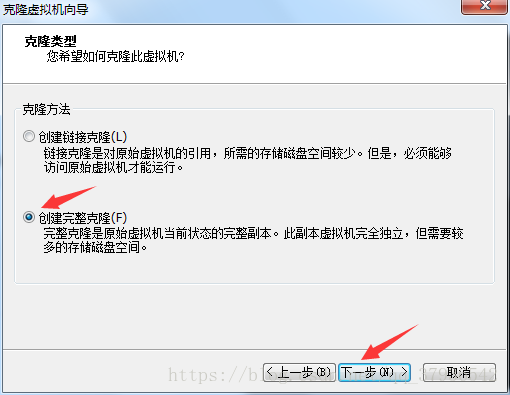 克隆虚拟机向导
克隆类型
您希望如何克隆此虚拟机?
克隆方法
创建链接克隆(L)
链接克隆是对原始虚拟机的引用，所需的存储磁盘空间较少。但是，必须能够
访问原始虚拟机才能运行。
创建完整克隆(F)
完整克隆是原始虚拟机当前状态的完整副本。此副本虚拟机完全独立，但需要较
多的存储磁盘空间。
< 上一步(B) 下一步(N) > 取消